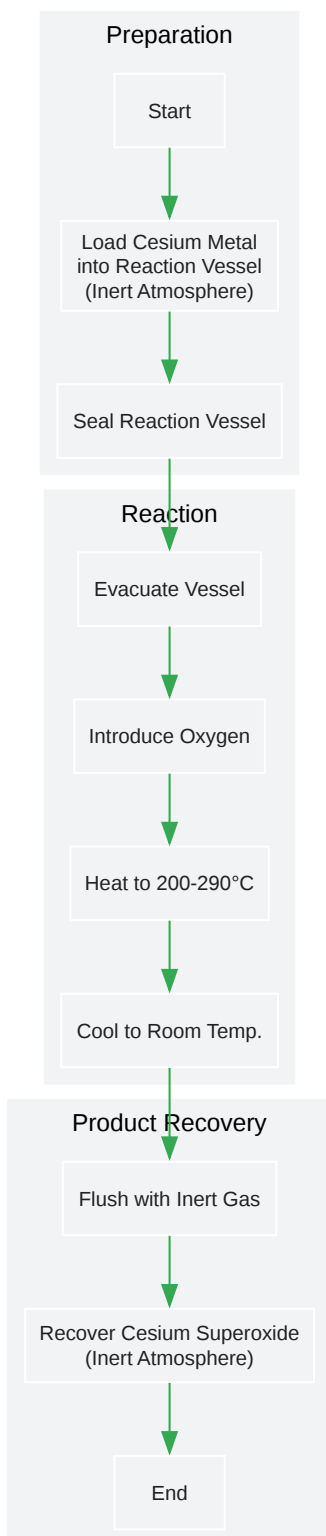 Preparation
Start
Load Cesium Metal
into Reaction Vessel
(Inert Atmosphere)
Seal Reaction Vessel
Reaction
Evacuate Vessel
Introduce Oxygen
Heat to 200-290°C
Cool to Room Temp.
Product Recovery
Flush with Inert Gas
Recover Cesium Superoxide
(Inert Atmosphere)
End